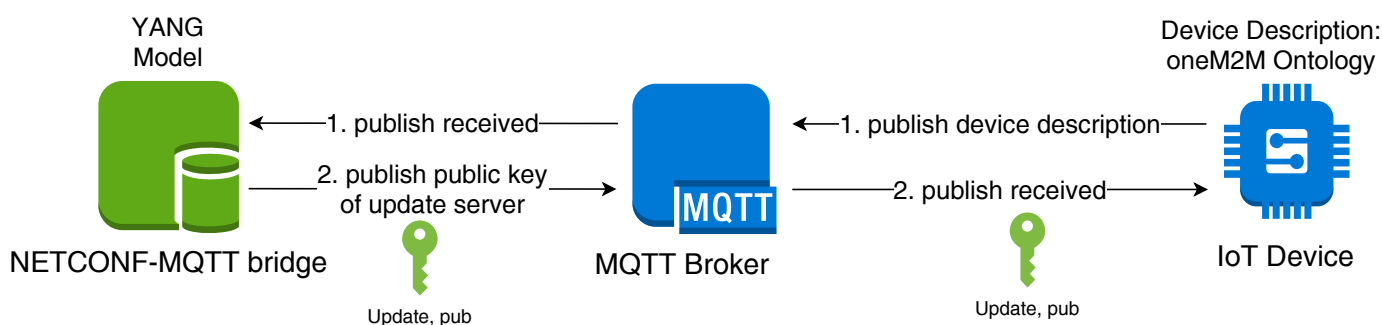 YANG
Model
Device Description:
oneM2M Ontology
1. publish received
1. publish device description
2. publish public key
of update server
2. publish received
MQTT
NETCONF-MQTT bridge
MQTT Broker
IoT Device
Update, pub
Update, pub